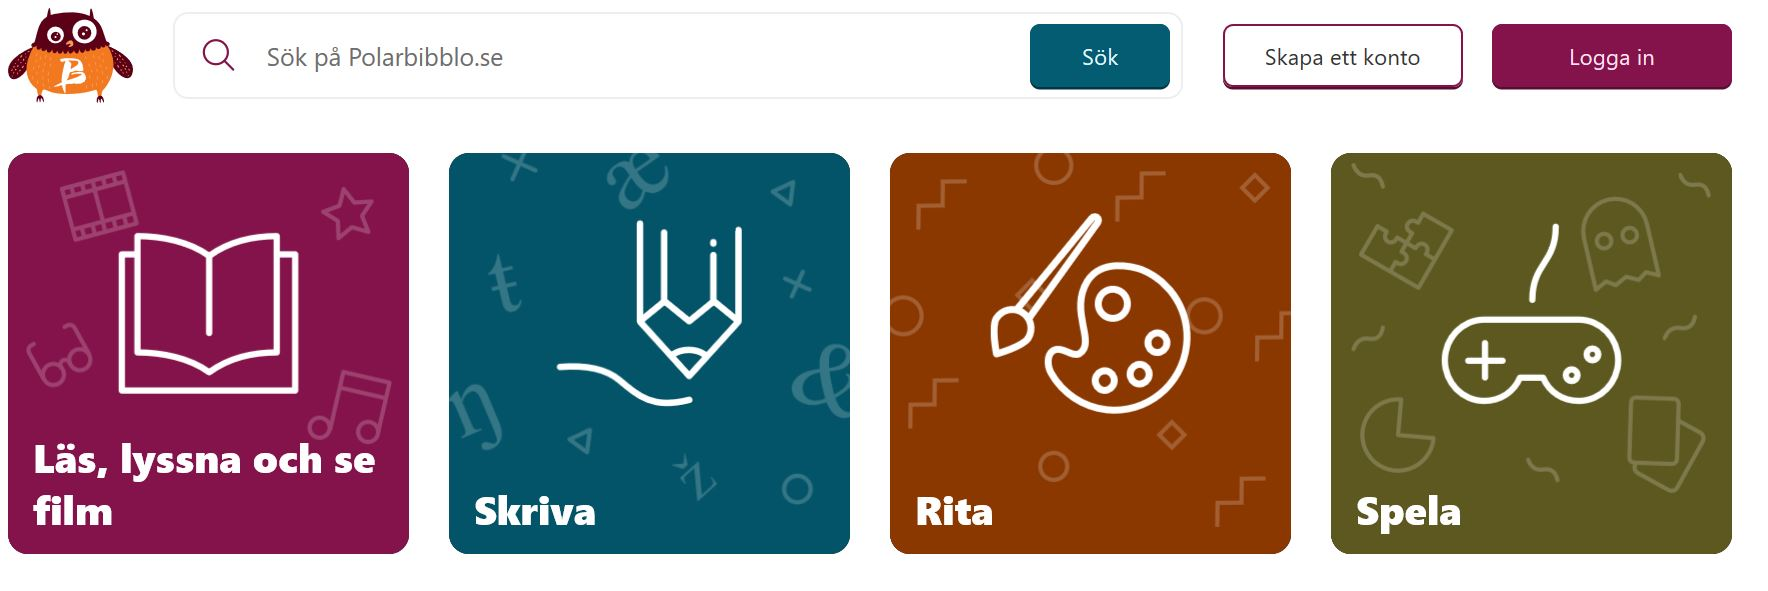 B
Sök på Polarbibblo.se
Sök
Skapa ett konto
Logga in
æ
t
ŋ
&
ž
Läs, lyssna och se
film
Skriva
Rita
Spela